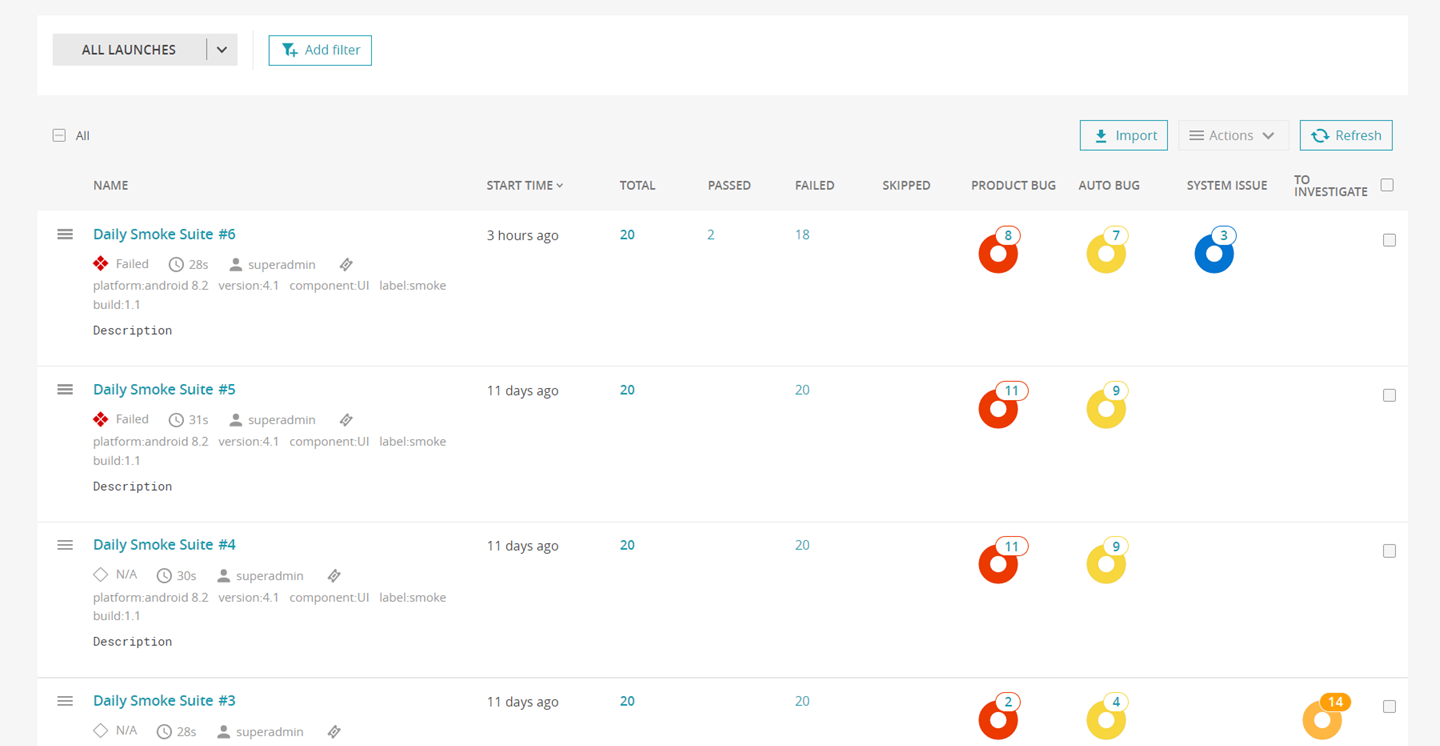 ALL LAUNCHES
Add filter
All
Import
Actions
Refresh
NAME START TIME TOTAL PASSED FAILED SKIPPED PRODUCT BUG AUTO BUG SYSTEM ISSUE TO INVESTIGATE
Daily Smoke Suite #6 3 hours ago 20 2 18 8 7 3
Failed 28s superadmin
platform:android 8.2 version:4.1 component:UI label:smoke
build:1.1
Description
Daily Smoke Suite #5 11 days ago 20 20 11 9
Failed 31s superadmin
platform:android 8.2 version:4.1 component:UI label:smoke
build:1.1
Description
Daily Smoke Suite #4 11 days ago 20 20 11 9
N/A 30s superadmin
platform:android 8.2 version:4.1 component:UI label:smoke
build:1.1
Description
Daily Smoke Suite #3 11 days ago 20 20 2 4 14
N/A 28s superadmin